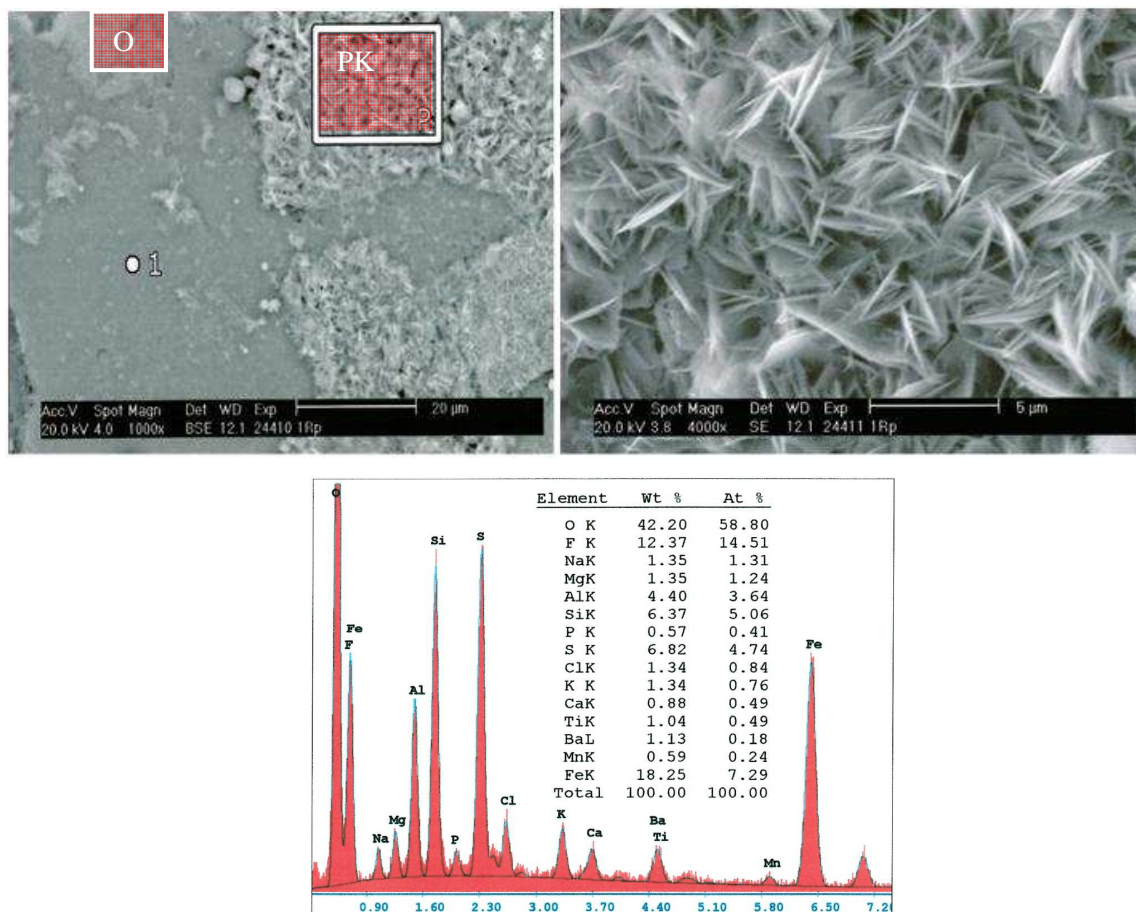 O
PK
P
1
Acc.V Spot Magn Det WD Exp 20 µm
20.0 kV 4.0 1000x BSE 12.1 24410 1Rp
Acc.V Spot Magn Det WD Exp 5 µm
20.0 kV 3.8 4000x SE 12.1 24411 1Rp
Element Wt % At %
O K 42.20 58.80
F K 12.37 14.51
NaK 1.35 1.31
MgK 1.35 1.24
AlK 4.40 3.64
SiK 6.37 5.06
P K 0.57 0.41
S K 6.82 4.74
ClK 1.34 0.84
K K 1.34 0.76
CaK 0.88 0.49
TiK 1.04 0.49
BaL 1.13 0.18
MnK 0.59 0.24
FeK 18.25 7.29
Total 100.00 100.00
O
Fe
F
Na
Mg
Al
Si
P
S
Cl
K
Ca
Ba
Ti
Mn
Fe
0.90 1.60 2.30 3.00 3.70 4.40 5.10 5.80 6.50